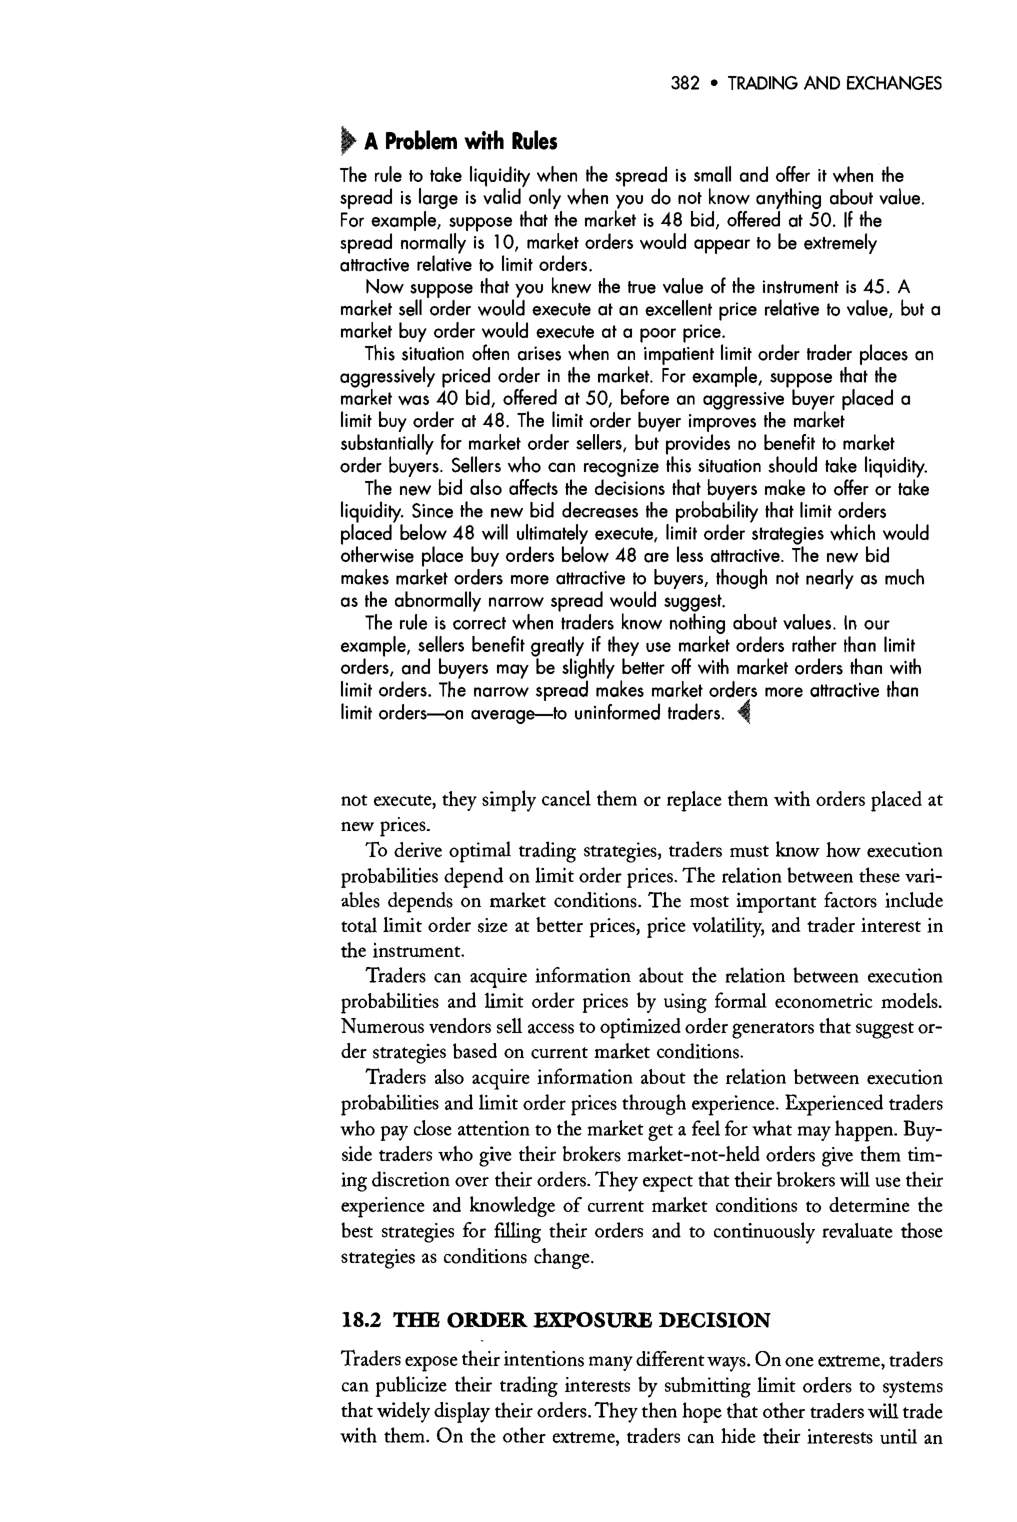 382 • TRADING AND EXCHANGES
A Problem with Rules
The rule to take liquidity when the spread is small and offer it when the
spread is large is valid only when you do not know anything about value.
For example, suppose that the market is 48 bid, offered at 50. If the
spread normally is 10, market orders would appear to be extremely
attractive relative to limit orders.
Now suppose that you knew the true value of the instrument is 45. A
market sell order would execute at an excellent price relative to value, but a
market buy order would execute at a poor price.
This situation often arises when an impatient limit order trader places an
aggressively priced order in the market. For example, suppose that the
market was 40 bid, offered at 50, before an aggressive buyer placed a
limit buy order at 48. The limit order buyer improves the market
substantially for market order sellers, but provides no benefit to market
order buyers. Sellers who can recognize this situation should take liquidity.
The new bid also affects the decisions that buyers make to offer or take
liquidity. Since the new bid decreases the probability that limit orders
placed below 48 will ultimately execute, limit order strategies which would
otherwise place buy orders below 48 are less attractive. The new bid
makes market orders more attractive to buyers, though not nearly as much
as the abnormally narrow spread would suggest.
The rule is correct when traders know nothing about values. In our
example, sellers benefit greatly if they use market orders rather than limit
orders, and buyers may be slightly better off with market orders than with
limit orders. The narrow spread makes market orders more attractive than
limit orders—on average—to uninformed traders.
not execute, they simply cancel them or replace them with orders placed at
new prices.
To derive optimal trading strategies, traders must know how execution
probabilities depend on limit order prices. The relation between these vari-
ables depends on market conditions. The most important factors include
total limit order size at better prices, price volatility, and trader interest in
the instrument.
Traders can acquire information about the relation between execution
probabilities and limit order prices by using formal econometric models.
Numerous vendors sell access to optimized order generators that suggest or-
der strategies based on current market conditions.
Traders also acquire information about the relation between execution
probabilities and limit order prices through experience. Experienced traders
who pay close attention to the market get a feel for what may happen. Buy-
side traders who give their brokers market-not-held orders give them tim-
ing discretion over their orders. They expect that their brokers will use their
experience and knowledge of current market conditions to determine the
best strategies for filling their orders and to continuously revaluate those
strategies as conditions change.
18.2 THE ORDER EXPOSURE DECISION
Traders expose their intentions many different ways. On one extreme, traders
can publicize their trading interests by submitting limit orders to systems
that widely display their orders. They then hope that other traders will trade
with them. On the other extreme, traders can hide their interests until an